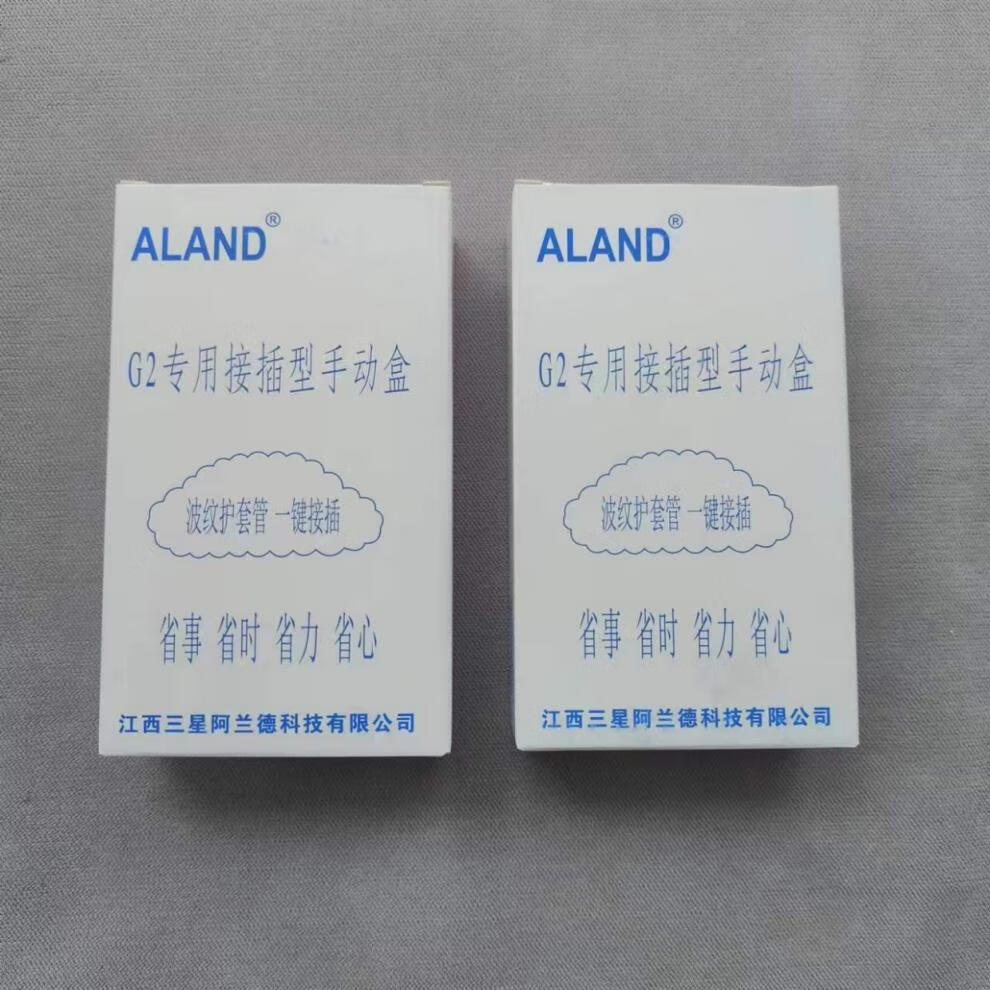 ALAND®
G2专用接插型手动盒
波纹护套管 一键接插
省事 省时 省力 省心
江西三星阿兰德科技有限公司
ALAND®
G2专用接插型手动盒
波纹护套管 一键接插
省事 省时 省力 省心
江西三星阿兰德科技有限公司